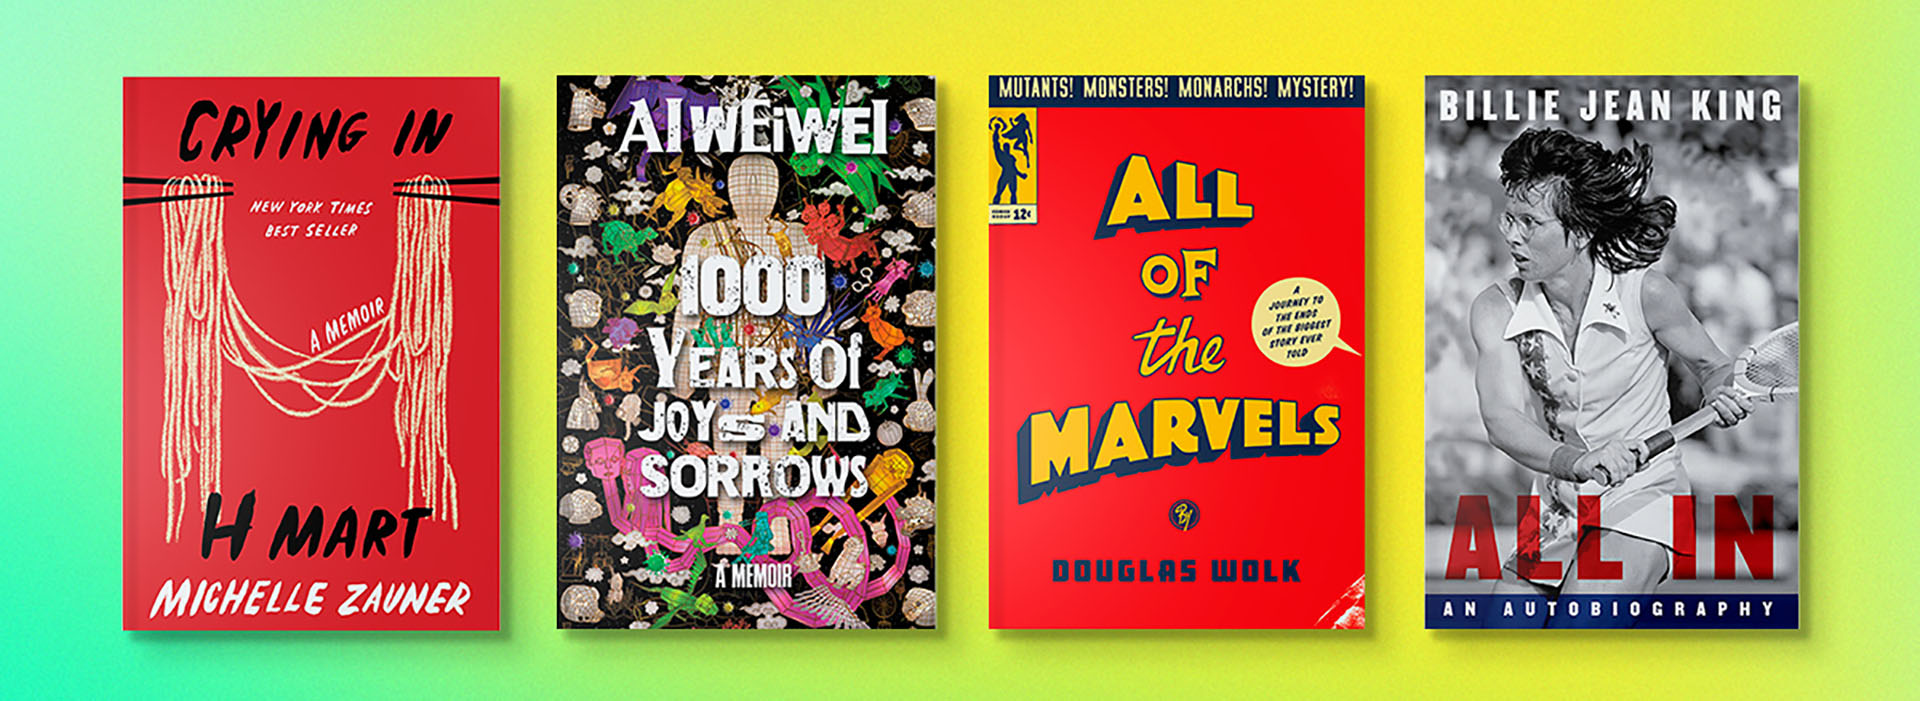 CRYING IN
NEW YORK TIMES
BEST SELLER
A MEMOIR
H MART
MICHELLE ZAUNER
AI WEiWEI
1000
YEARS Of
JOYS AND
SORROWS
A MEMOIR
MUTANTS! MONSTERS! MONARCHS! MYSTERY!
12¢
ALL
OF
the
MARVELS
A
JOURNEY TO
THE ENDS
OF THE BIGGEST
STORY EVER
TOLD
By
DOUGLAS WOLK
BILLIE JEAN KING
ALL IN
AN AUTOBIOGRAPHY